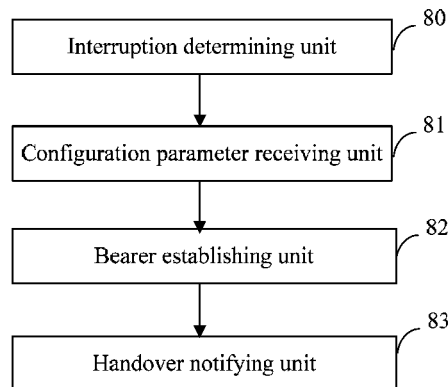 80
Interruption determining unit
81
Configuration parameter receiving unit
82
Bearer establishing unit
83
Handover notifying unit